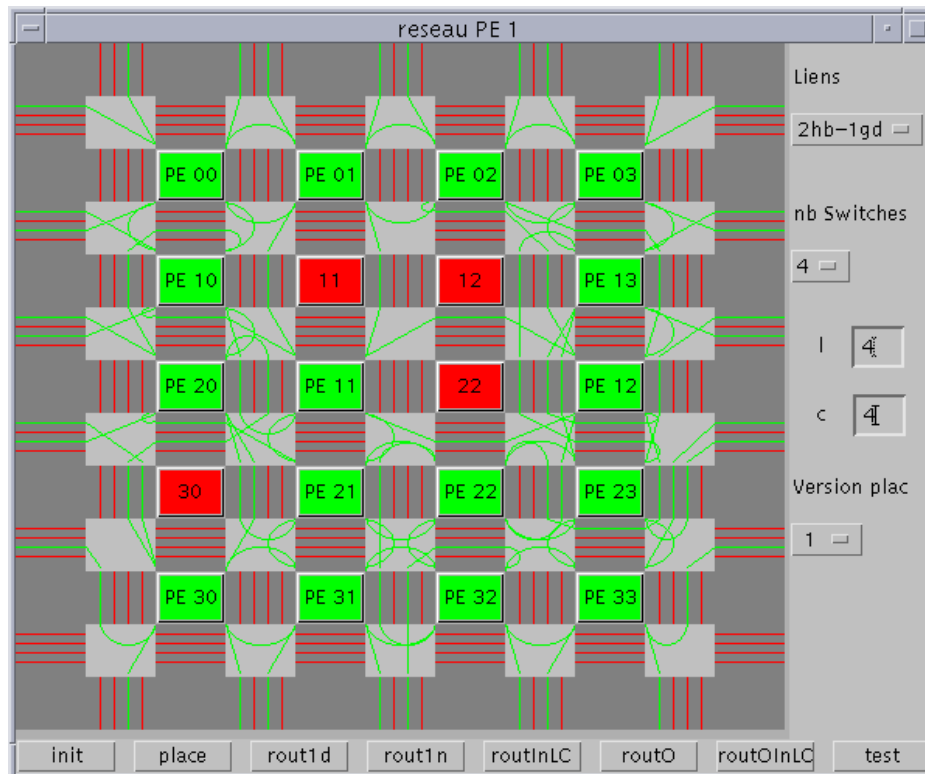 reseau PE 1
Liens
2hb-1gd
PE 00 PE 01 PE 02 PE 03
nb Switches
4
PE 10 11 12 PE 13
l 4
PE 20 PE 11 22 PE 12
c 4
30 PE 21 PE 22 PE 23
Version plac
1
PE 30 PE 31 PE 32 PE 33
init place rout1d rout1n routInLC routO routOInLC test